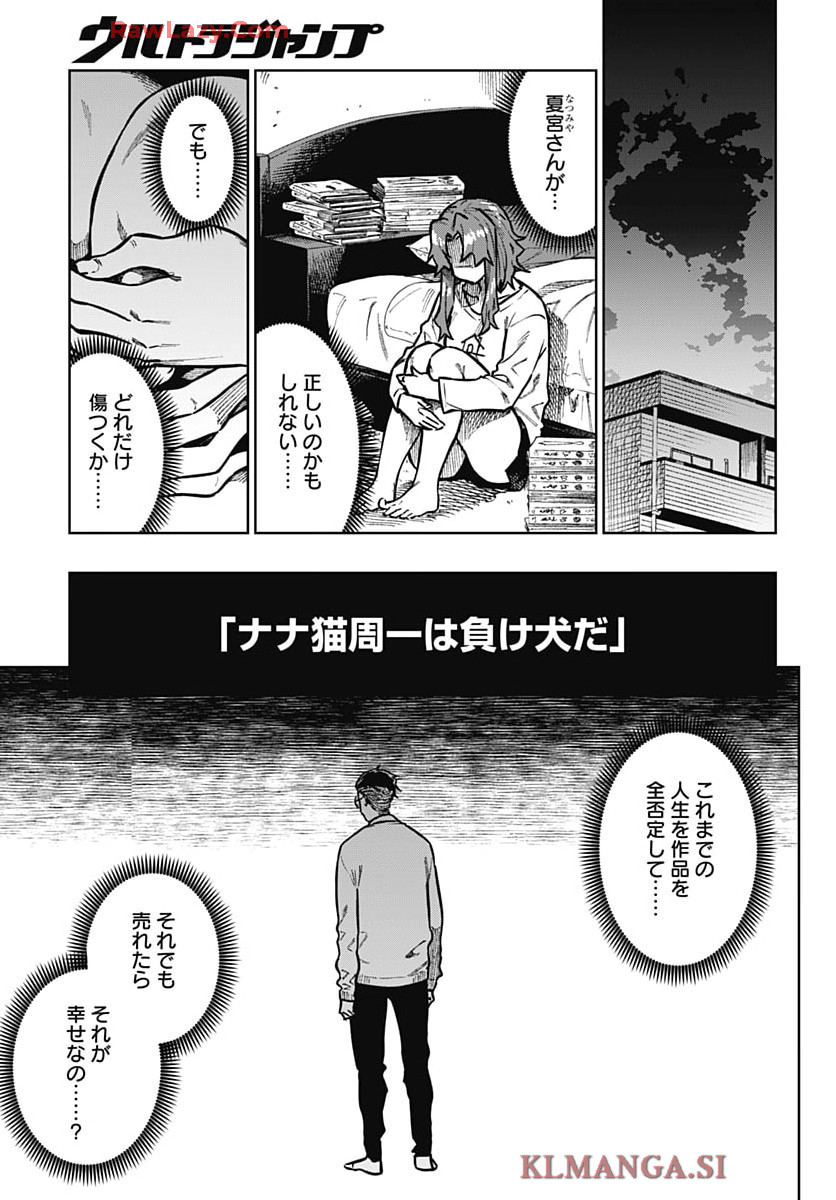 ウルトラジャンプ
RawLazy.Com
夏宮さんが…
なつみや
正しいのかも
しれない……
でも……
どれだけ
傷つくか……
「ナナ猫周一は負け犬だ」
これまでの
人生を作品を
全否定して……
それでも
売れたら
それが
幸せなの……?
KLMANGA.SI